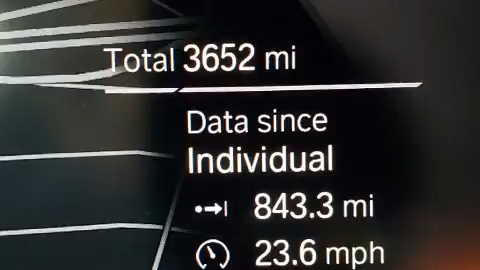 Total 3652 mi
Data since
Individual
843.3 mi
23.6 mph